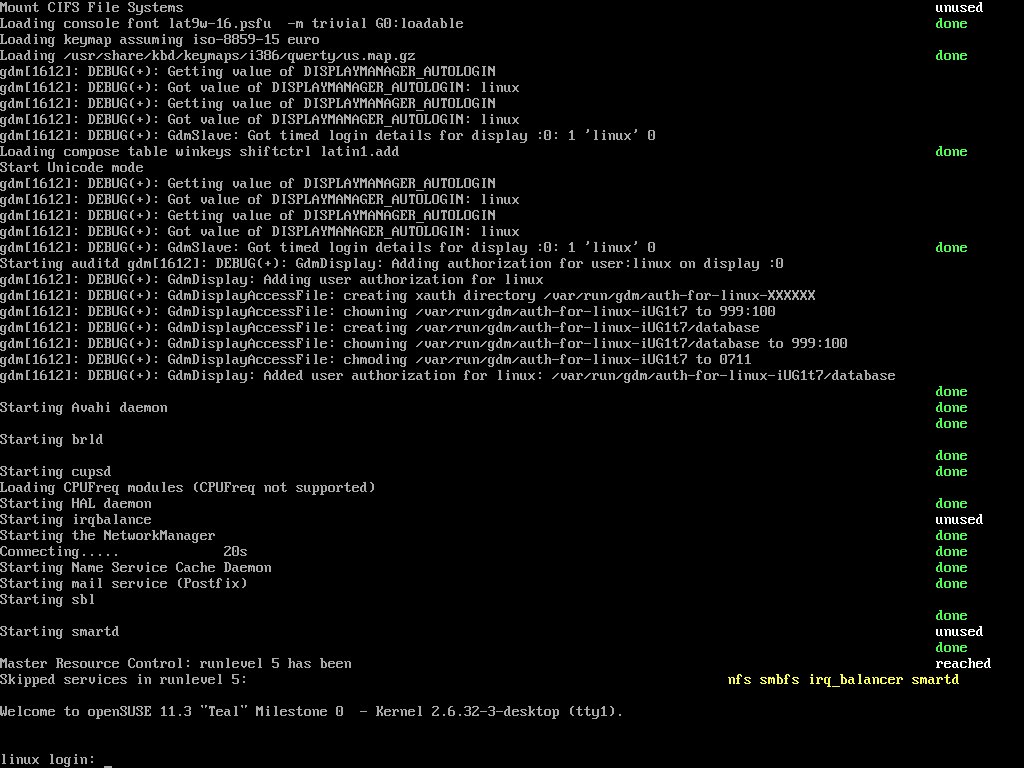 Mount CIFS File Systems unused
Loading console font lat9w-16.psfu  -m trivial G0:loadable done
Loading keymap assuming iso-8859-15 euro
Loading /usr/share/kbd/keymaps/i386/qwerty/us.map.gz done
gdm[1612]: DEBUG(+): Getting value of DISPLAYMANAGER_AUTOLOGIN
gdm[1612]: DEBUG(+): Got value of DISPLAYMANAGER_AUTOLOGIN: linux
gdm[1612]: DEBUG(+): Getting value of DISPLAYMANAGER_AUTOLOGIN
gdm[1612]: DEBUG(+): Got value of DISPLAYMANAGER_AUTOLOGIN: linux
gdm[1612]: DEBUG(+): GdmSlave: Got timed login details for display :0: 1 'linux' 0
Loading compose table winkeys shiftctrl latin1.add done
Start Unicode mode
gdm[1612]: DEBUG(+): Getting value of DISPLAYMANAGER_AUTOLOGIN
gdm[1612]: DEBUG(+): Got value of DISPLAYMANAGER_AUTOLOGIN: linux
gdm[1612]: DEBUG(+): Getting value of DISPLAYMANAGER_AUTOLOGIN
gdm[1612]: DEBUG(+): Got value of DISPLAYMANAGER_AUTOLOGIN: linux
gdm[1612]: DEBUG(+): GdmSlave: Got timed login details for display :0: 1 'linux' 0 done
Starting auditd gdm[1612]: DEBUG(+): GdmDisplay: Adding authorization for user:linux on display :0
gdm[1612]: DEBUG(+): GdmDisplay: Adding user authorization for linux
gdm[1612]: DEBUG(+): GdmDisplayAccessFile: creating xauth directory /var/run/gdm/auth-for-linux-XXXXXX
gdm[1612]: DEBUG(+): GdmDisplayAccessFile: chowning /var/run/gdm/auth-for-linux-iUG1t7 to 999:100
gdm[1612]: DEBUG(+): GdmDisplayAccessFile: creating /var/run/gdm/auth-for-linux-iUG1t7/database
gdm[1612]: DEBUG(+): GdmDisplayAccessFile: chowning /var/run/gdm/auth-for-linux-iUG1t7/database to 999:100
gdm[1612]: DEBUG(+): GdmDisplayAccessFile: chmoding /var/run/gdm/auth-for-linux-iUG1t7 to 0711
gdm[1612]: DEBUG(+): GdmDisplay: Added user authorization for linux: /var/run/gdm/auth-for-linux-iUG1t7/database
done
Starting Avahi daemon done
done
Starting brld
done
Starting cupsd done
Loading CPUFreq modules (CPUFreq not supported)
Starting HAL daemon done
Starting irqbalance unused
Starting the NetworkManager done
Connecting.....             20s done
Starting Name Service Cache Daemon done
Starting mail service (Postfix) done
Starting sbl
done
Starting smartd unused
done
Master Resource Control: runlevel 5 has been reached
Skipped services in runlevel 5: nfs smbfs irq_balancer smartd
Welcome to openSUSE 11.3 "Teal" Milestone 0  - Kernel 2.6.32-3-desktop (tty1).
linux login: _